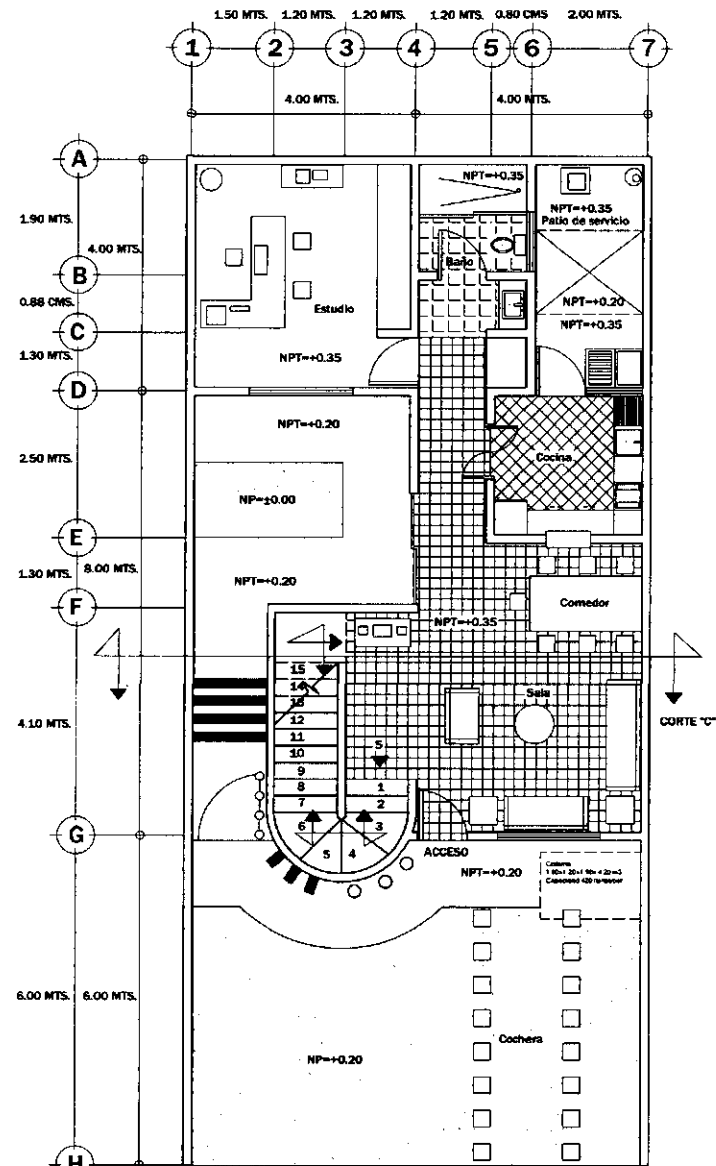 1.50 MTS. 1.20 MTS. 1.20 MTS. 1.20 MTS. 0.80 CMS 2.00 MTS.
1 2 3 4 5 6 7
4.00 MTS. 4.00 MTS.
A
1.90 MTS.
4.00 MTS.
B
0.88 CMS.
C
1.30 MTS.
D
2.50 MTS.
E
1.30 MTS.
8.00 MTS.
F
4.10 MTS.
G
6.00 MTS. 6.00 MTS.
H
NPT=+0.35
NPT=+0.35
Patio de servicio
Baño
NPT=+0.20
NPT=+0.35
Estudio
NPT=+0.35
NPT=+0.20
Cocina
NP=±0.00
NPT=+0.20
Comedor
NPT=+0.35
15
14
13
12
11
10
9
8
7
6
5
4
3
2
1
S
Sala
CORTE "C"
ACCESO
NPT=+0.20
Cisterna
NP=+0.20
Cochera